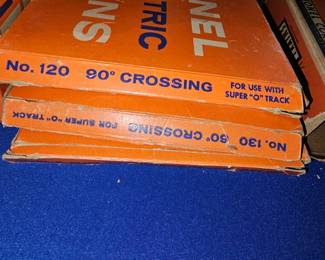 NEL
TRIC
NS
No. 120 90° CROSSING
FOR USE WITH
SUPER "O" TRACK
No. 130 60° CROSSING FOR SUPER "O" TRACK